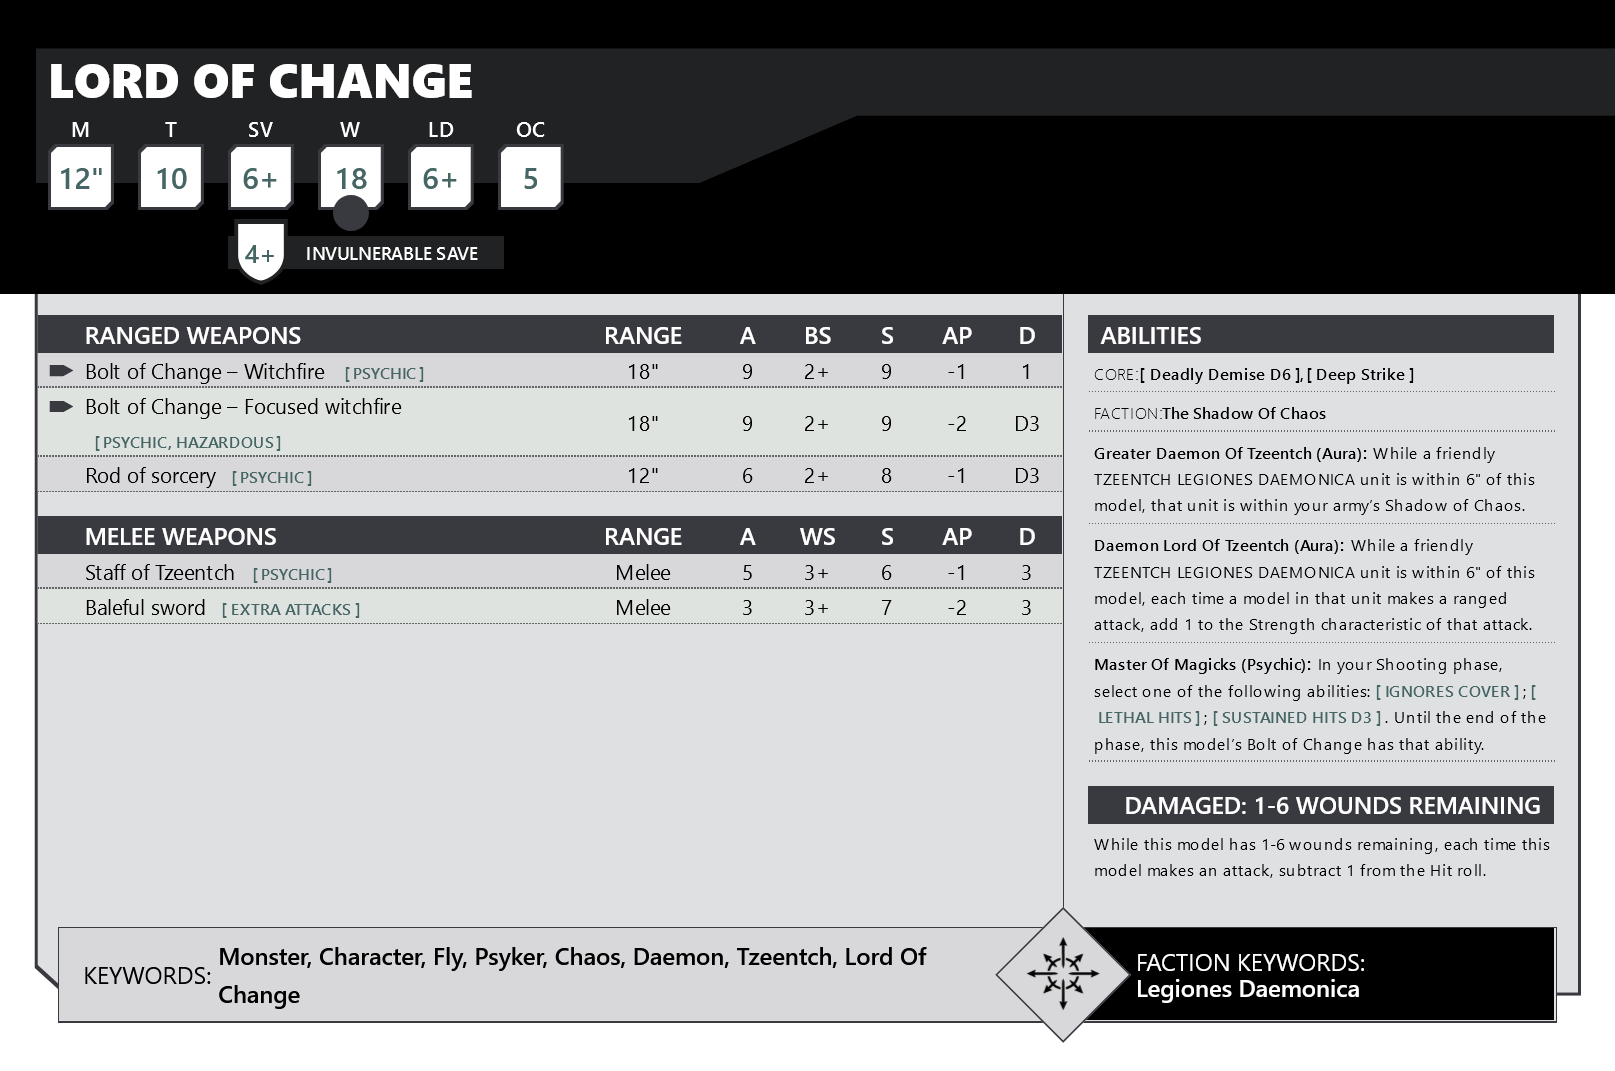 LORD OF CHANGE
M T SV W LD OC
12" 10 6+ 18 6+ 5
4+ INVULNERABLE SAVE
RANGED WEAPONS RANGE A BS S AP D
Bolt of Change – Witchfire [ PSYCHIC ] 18" 9 2+ 9 -1 1
Bolt of Change – Focused witchfire
[ PSYCHIC, HAZARDOUS ] 18" 9 2+ 9 -2 D3
Rod of sorcery [ PSYCHIC ] 12" 6 2+ 8 -1 D3
MELEE WEAPONS RANGE A WS S AP D
Staff of Tzeentch [ PSYCHIC ] Melee 5 3+ 6 -1 3
Baleful sword [ EXTRA ATTACKS ] Melee 3 3+ 7 -2 3
ABILITIES
CORE:[ Deadly Demise D6 ], [ Deep Strike ]
FACTION:The Shadow Of Chaos
Greater Daemon Of Tzeentch (Aura): While a friendly
TZEENTCH LEGIONES DAEMONICA unit is within 6" of this
model, that unit is within your army’s Shadow of Chaos.
Daemon Lord Of Tzeentch (Aura): While a friendly
TZEENTCH LEGIONES DAEMONICA unit is within 6" of this
model, each time a model in that unit makes a ranged
attack, add 1 to the Strength characteristic of that attack.
Master Of Magicks (Psychic): In your Shooting phase,
select one of the following abilities: [ IGNORES COVER ] ; [
LETHAL HITS ] ; [ SUSTAINED HITS D3 ] . Until the end of the
phase, this model’s Bolt of Change has that ability.
DAMAGED: 1-6 WOUNDS REMAINING
While this model has 1-6 wounds remaining, each time this
model makes an attack, subtract 1 from the Hit roll.
KEYWORDS: Monster, Character, Fly, Psyker, Chaos, Daemon, Tzeentch, Lord Of
Change
FACTION KEYWORDS:
Legiones Daemonica